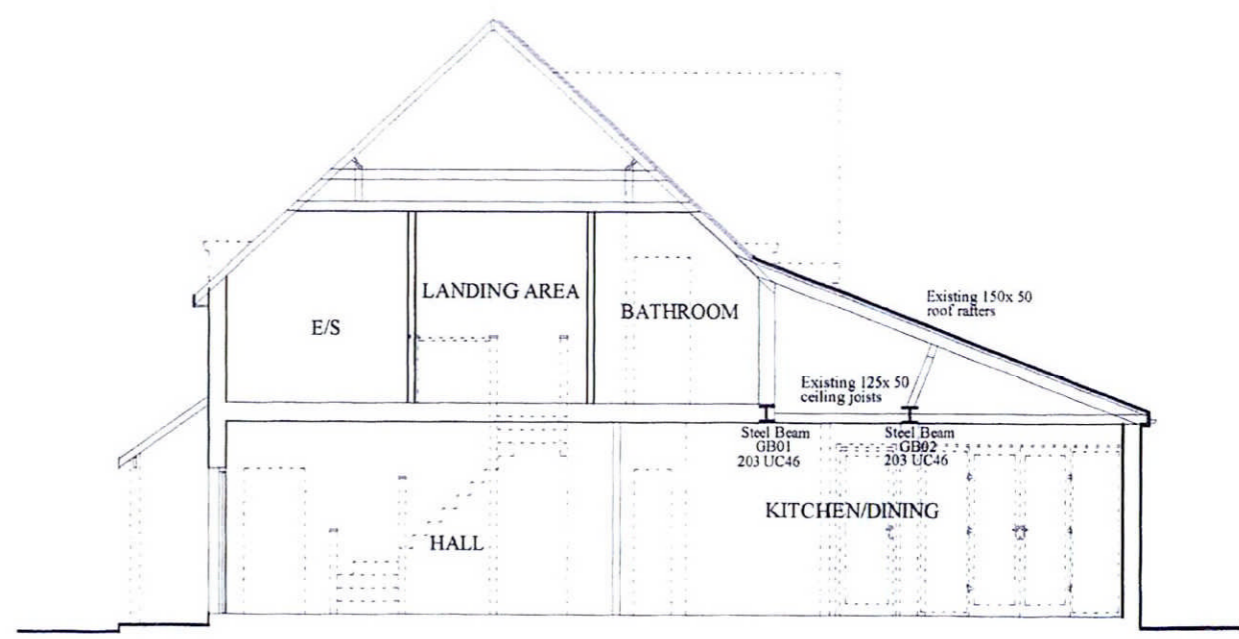 LANDING AREA
E/S
BATHROOM
Existing 150x 50
roof rafters
Existing 125x 50
ceiling joists
Steel Beam
GB01
203 UC46
Steel Beam
GB02
203 UC46
KITCHEN/DINING
HALL